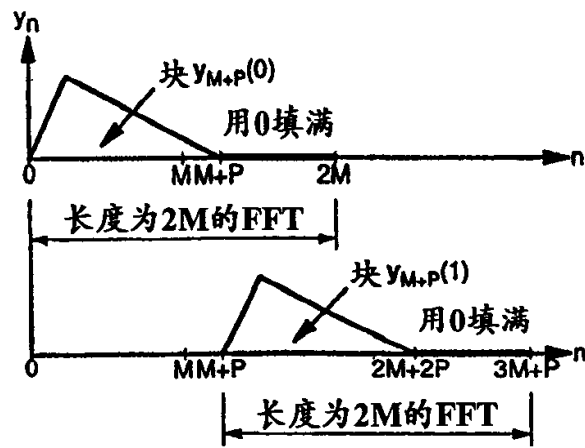 yn
块 yM+P(0)
用0填满
0 M M+P 2M n
长度为2M的FFT
块 yM+P(1)
用0填满
0 M M+P 2M+2P 3M+P n
长度为2M的FFT